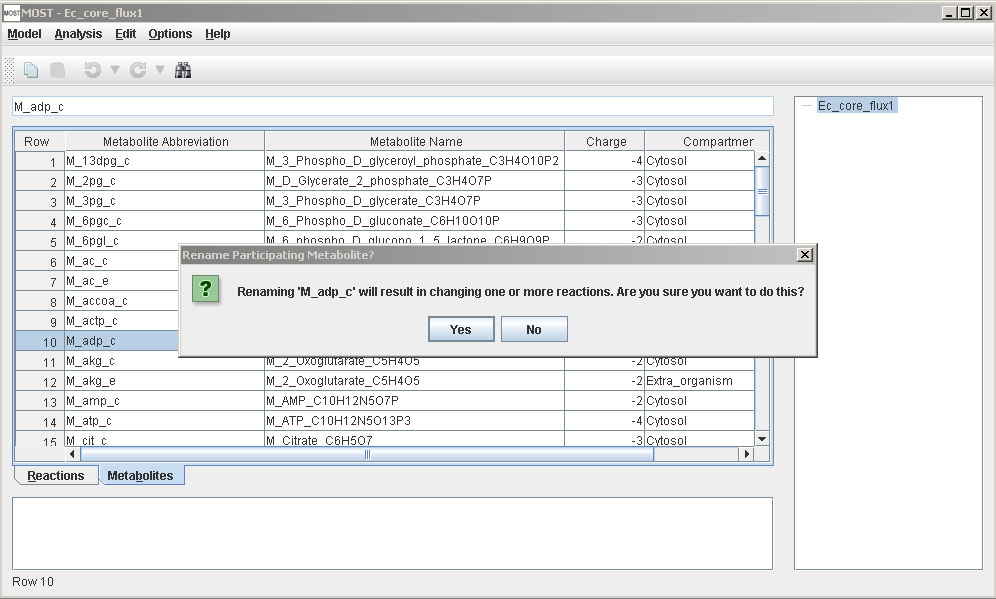 MOST MOST - Ec_core_flux1
Model Analysis Edit Options Help
M_adp_c
Ec_core_flux1
Row Metabolite Abbreviation Metabolite Name Charge Compartmer
1 M_13dpg_c M_3_Phospho_D_glyceroyl_phosphate_C3H4O10P2 -4 Cytosol
2 M_2pg_c M_D_Glycerate_2_phosphate_C3H4O7P -3 Cytosol
3 M_3pg_c M_3_Phospho_D_glycerate_C3H4O7P -3 Cytosol
4 M_6pgc_c M_6_Phospho_D_gluconate_C6H10O10P -3 Cytosol
5 M_6pgl_c M_6_phospho_D_glucono_1_5_lactone_C6H9O9P -2 Cytosol
6 M_ac_c
7 M_ac_e
8 M_accoa_c
9 M_actp_c
10 M_adp_c
Rename Participating Metabolite?
Renaming 'M_adp_c' will result in changing one or more reactions. Are you sure you want to do this?
Yes No
11 M_akg_c M_2_Oxoglutarate_C5H4O5 -2 Cytosol
12 M_akg_e M_2_Oxoglutarate_C5H4O5 -2 Extra_organism
13 M_amp_c M_AMP_C10H12N5O7P -2 Cytosol
14 M_atp_c M_ATP_C10H12N5O13P3 -4 Cytosol
15 M_cit_c M_Citrate_C6H5O7 -3 Cytosol
Reactions Metabolites
Row 10